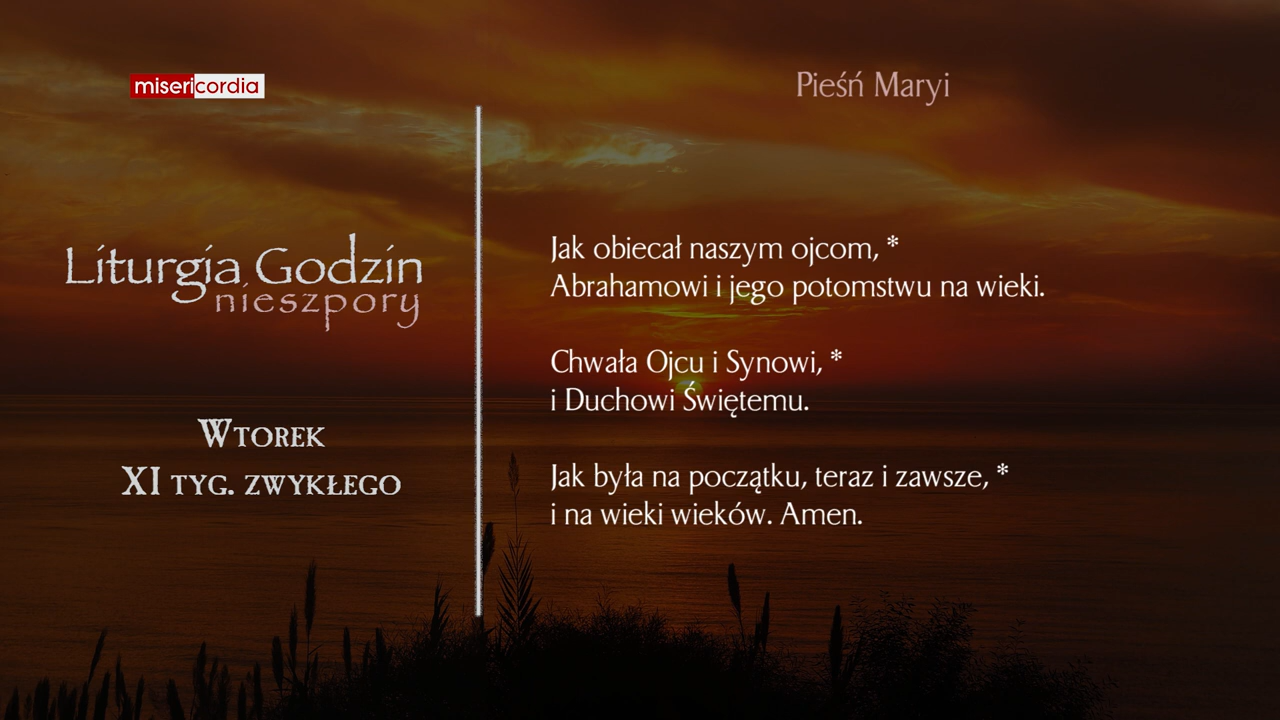 misericordia
Liturgia Godzin
nieszpory
Wtorek
XI tyg. zwykłego
Pieśń Maryi
Jak obiecał naszym ojcom, *
Abrahamowi i jego potomstwu na wieki.
Chwała Ojcu i Synowi, *
i Duchowi Świętemu.
Jak była na początku, teraz i zawsze, *
i na wieki wieków. Amen.